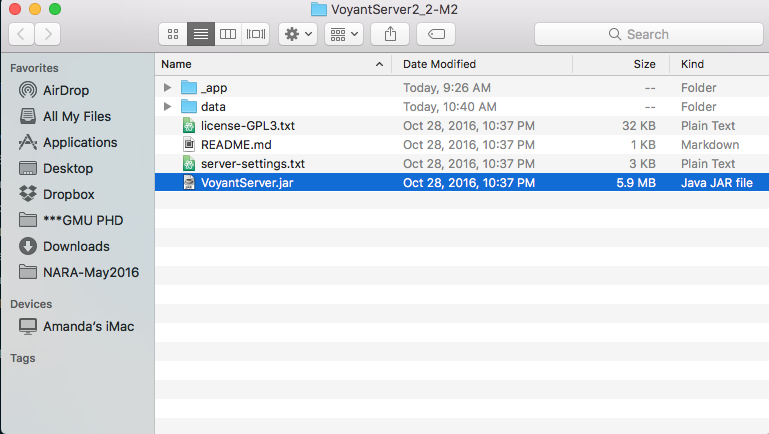 VoyantServer2_2-M2
Search
Favorites
AirDrop
All My Files
Applications
Desktop
Dropbox
***GMU PHD
Downloads
NARA-May2016
Devices
Amanda's iMac
Tags
Name Date Modified Size Kind
_app Today, 9:26 AM -- Folder
data Today, 10:40 AM -- Folder
license-GPL3.txt Oct 28, 2016, 10:37 PM 32 KB Plain Text
README.md Oct 28, 2016, 10:37 PM 1 KB Markdown
server-settings.txt Oct 28, 2016, 10:37 PM 3 KB Plain Text
VoyantServer.jar Oct 28, 2016, 10:37 PM 5.9 MB Java JAR file